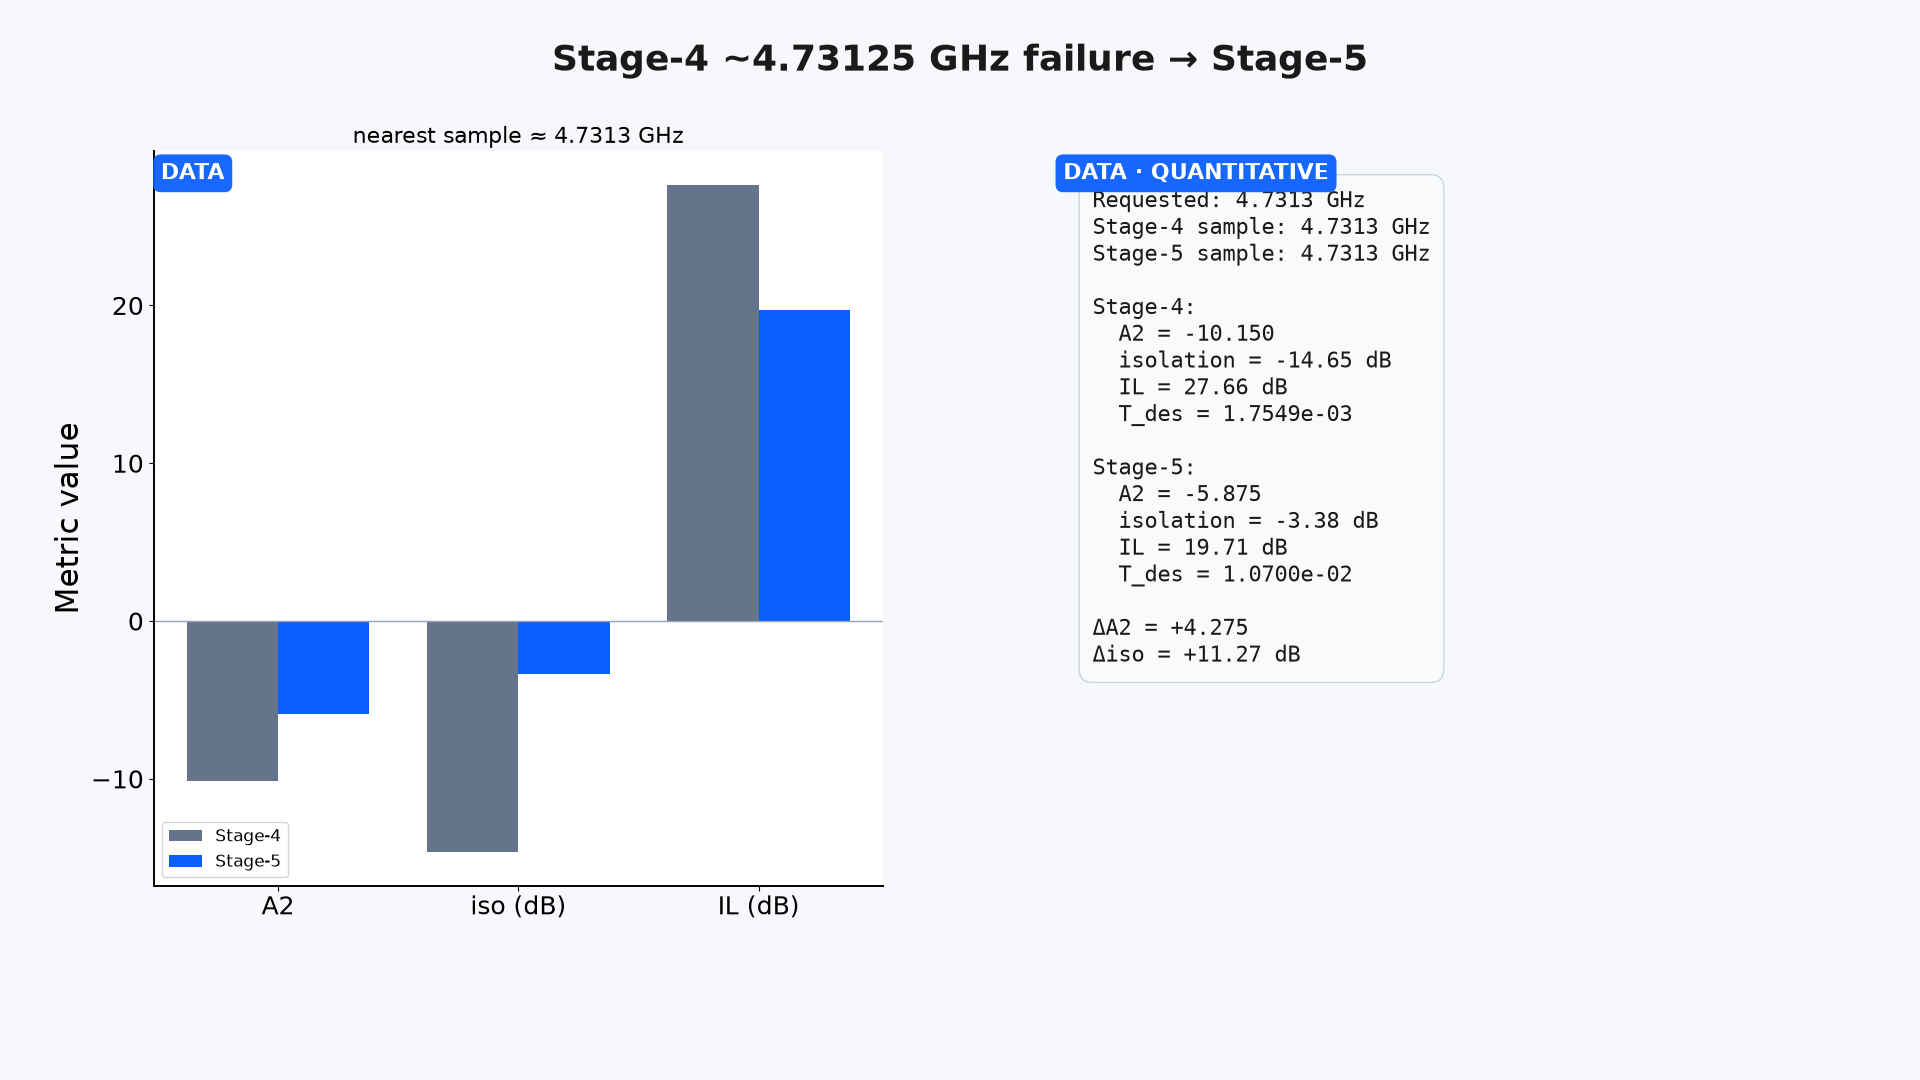 Stage-4 ~4.73125 GHz failure → Stage-5
nearest sample ≈ 4.7313 GHz
DATA
Metric value
20
10
0
−10
Stage-4
Stage-5
A2
iso (dB)
IL (dB)
DATA · QUANTITATIVE
Requested: 4.7313 GHz
Stage-4 sample: 4.7313 GHz
Stage-5 sample: 4.7313 GHz
Stage-4:
A2 = -10.150
isolation = -14.65 dB
IL = 27.66 dB
T_des = 1.7549e-03
Stage-5:
A2 = -5.875
isolation = -3.38 dB
IL = 19.71 dB
T_des = 1.0700e-02
ΔA2 = +4.275
Δiso = +11.27 dB